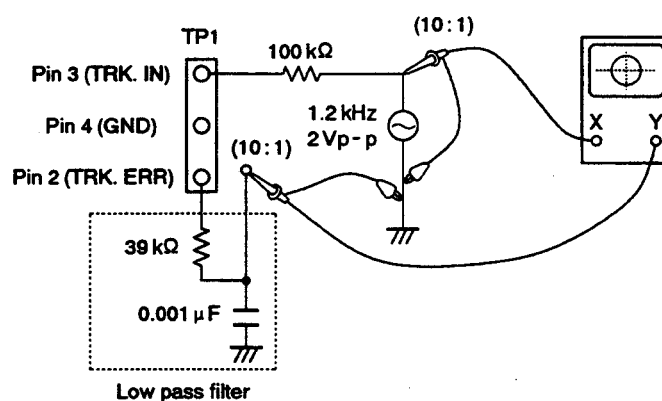 TP1
Pin 3 (TRK. IN)
100 kΩ
(10 : 1)
Pin 4 (GND)
1.2 kHz
2 Vp - p
X
Y
Pin 2 (TRK. ERR)
(10 : 1)
39 kΩ
0.001 μF
Low pass filter